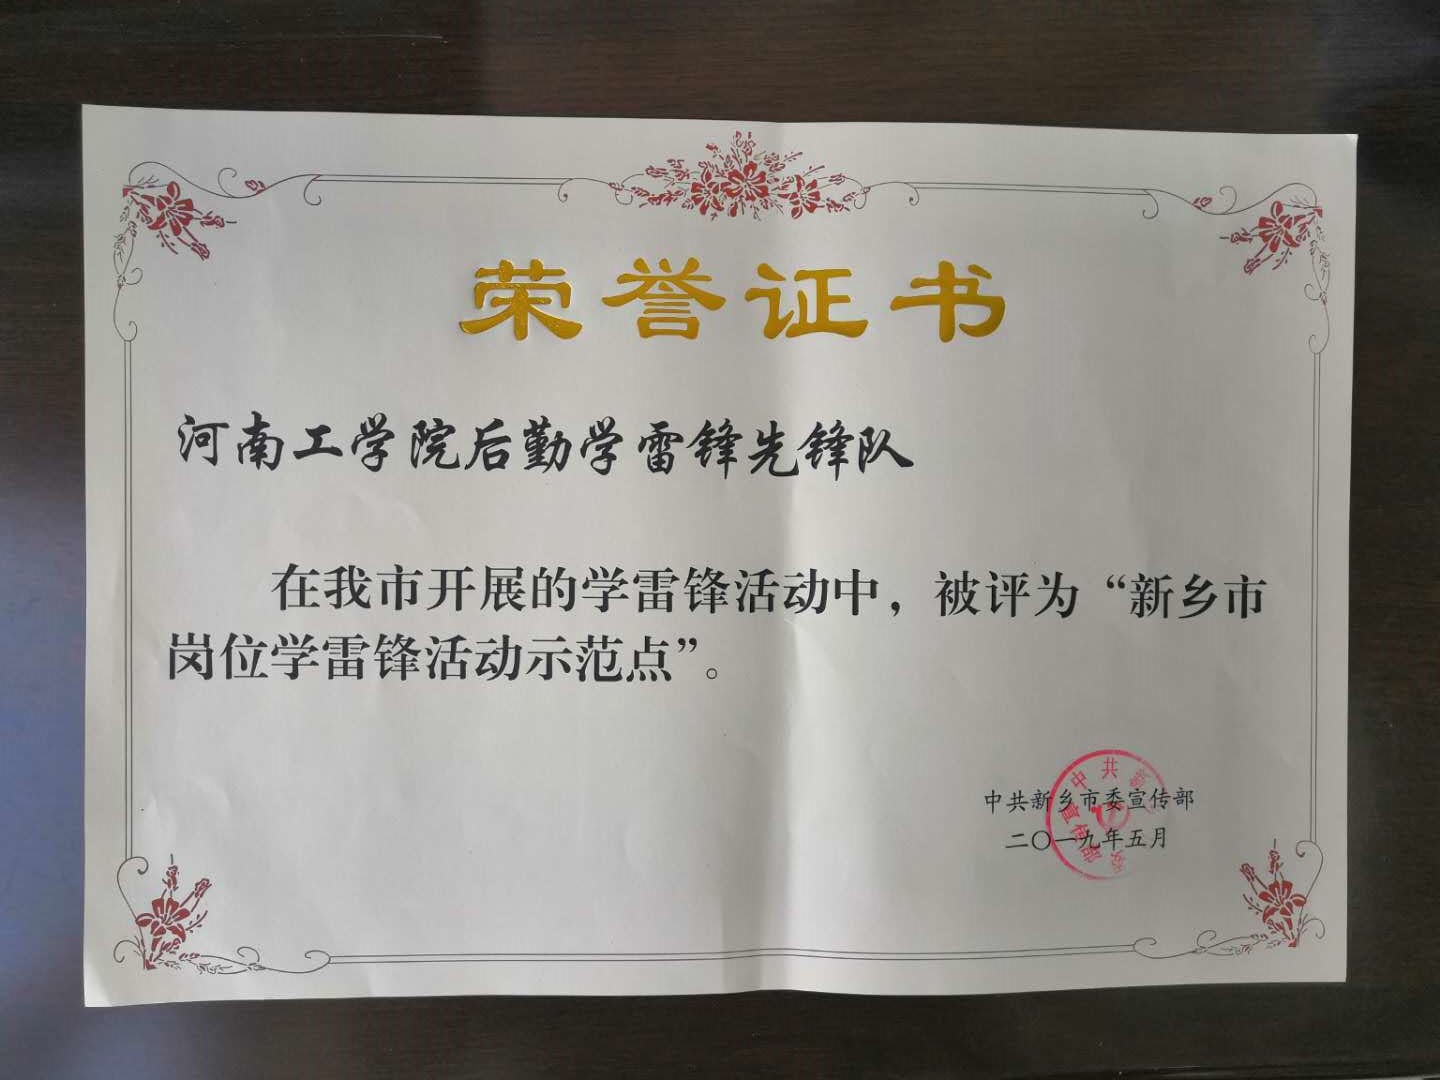 荣誉证书
河南工学院后勤学雷锋先锋队
在我市开展的学雷锋活动中，被评为“新乡市
岗位学雷锋活动示范点”。
中共新乡市委宣传部
二〇一九年五月